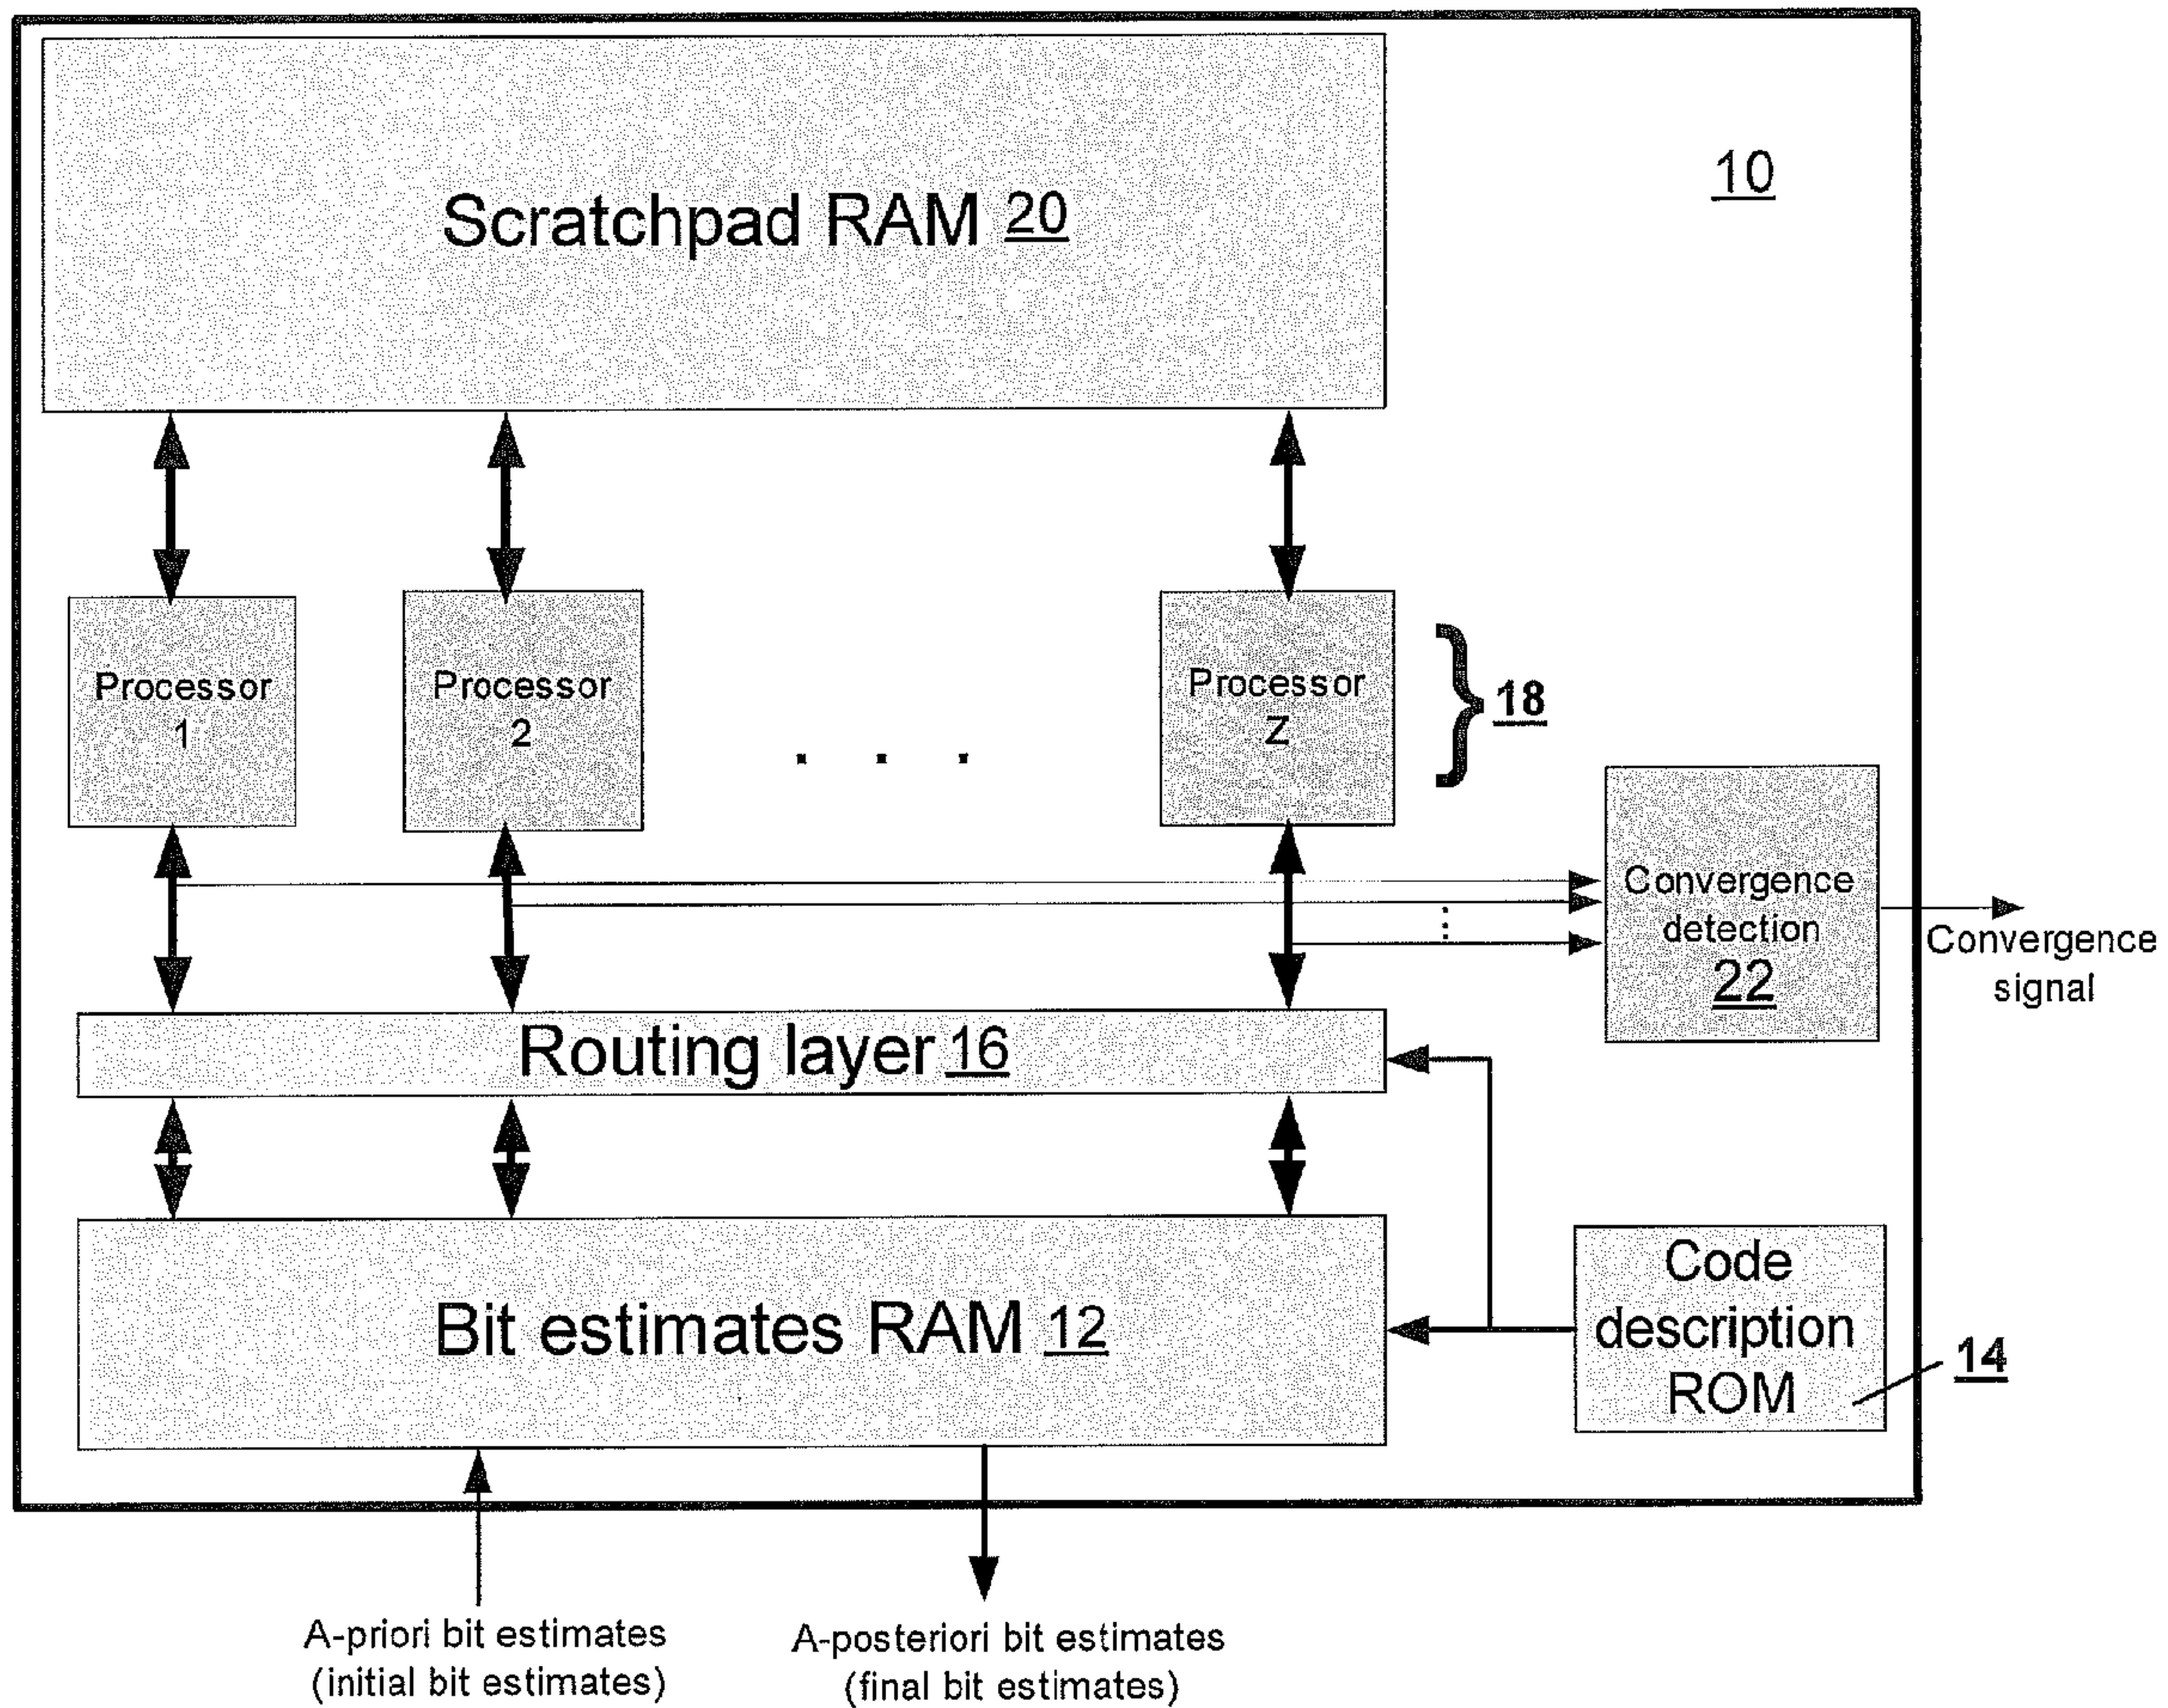 Scratchpad RAM 20
10
Processor
1
Processor
2
. . .
Processor
Z
18
Convergence
detection
22
Convergence
signal
Routing layer 16
Bit estimates RAM 12
Code
description
ROM
14
A-priori bit estimates
(initial bit estimates)
A-posteriori bit estimates
(final bit estimates)